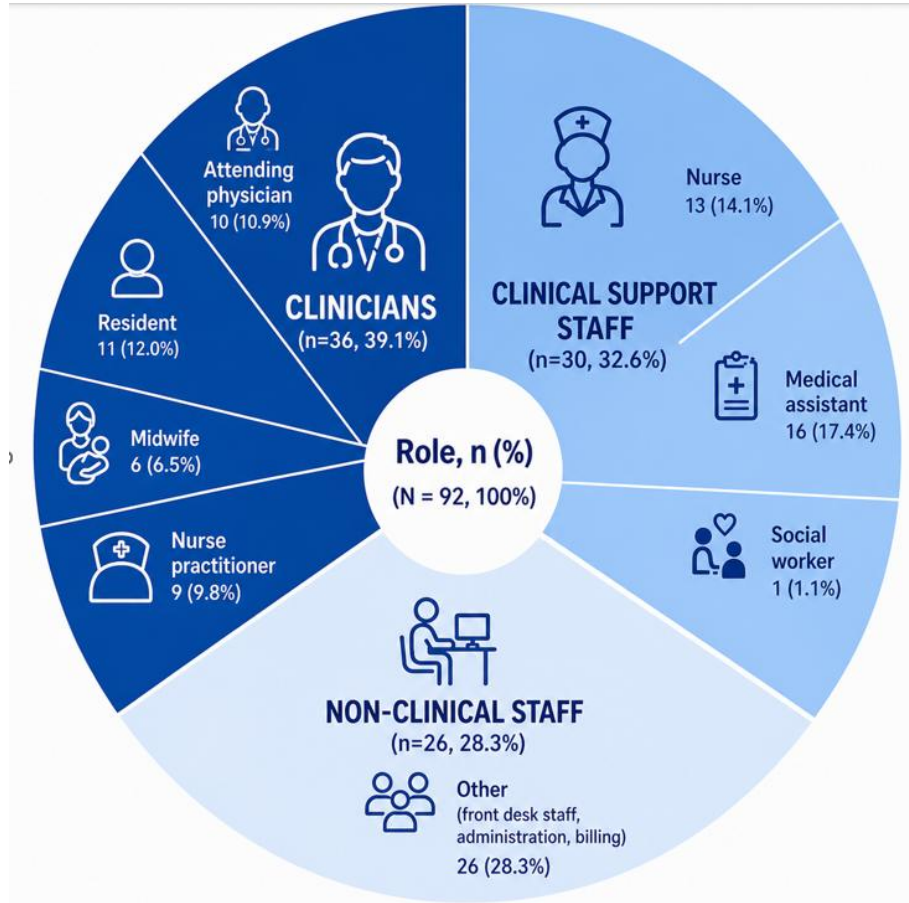 Attending
physician
10 (10.9%)
CLINICIANS
(n=36, 39.1%)
Resident
11 (12.0%)
Midwife
6 (6.5%)
Nurse
practitioner
9 (9.8%)
Nurse
13 (14.1%)
CLINICAL SUPPORT
STAFF
(n=30, 32.6%)
Medical
assistant
16 (17.4%)
Social
worker
1 (1.1%)
Role, n (%)
(N = 92, 100%)
NON-CLINICAL STAFF
(n=26, 28.3%)
Other
(front desk staff,
administration, billing)
26 (28.3%)